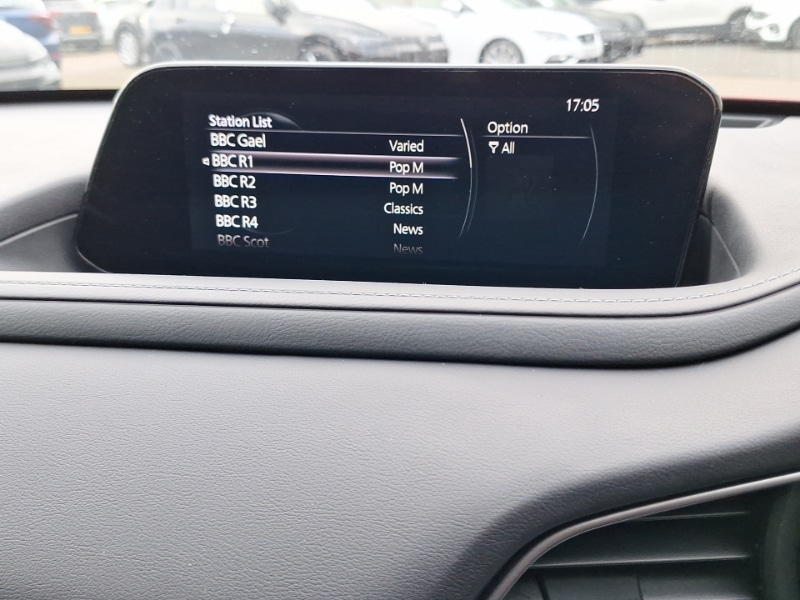 17:05
Station List
Option
BBC Gael Varied
All
BBC R1 Pop M
BBC R2 Pop M
BBC R3 Classics
BBC R4 News
BBC Scot News